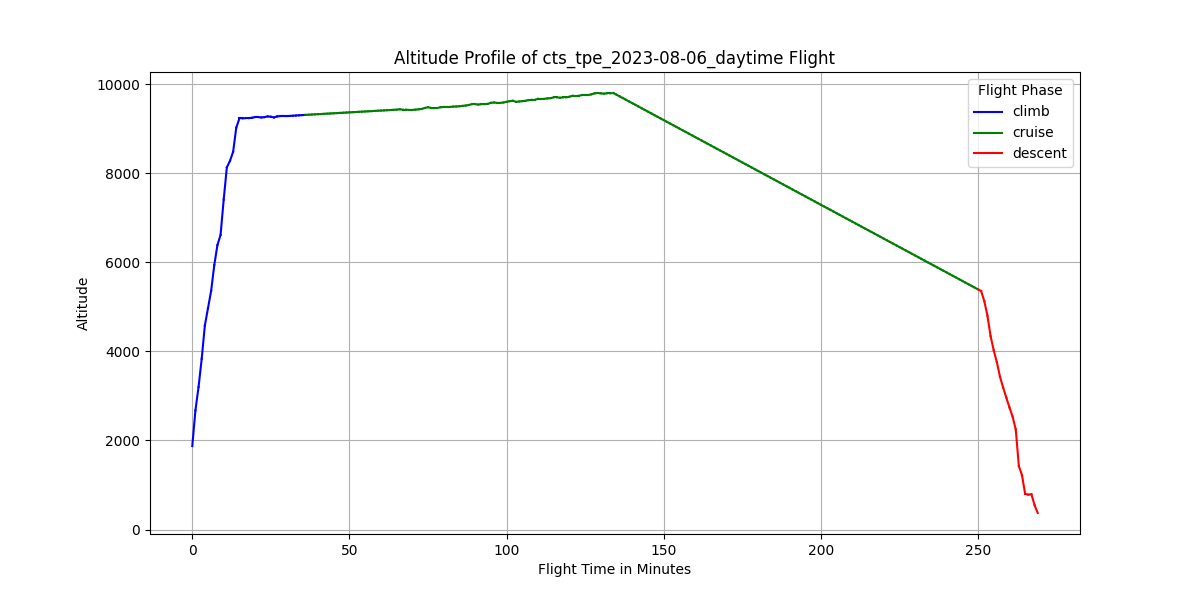 Altitude Profile of cts_tpe_2023-08-06_daytime Flight
10000
8000
6000
4000
2000
0
Altitude
0 50 100 150 200 250
Flight Time in Minutes
Flight Phase
climb
cruise
descent